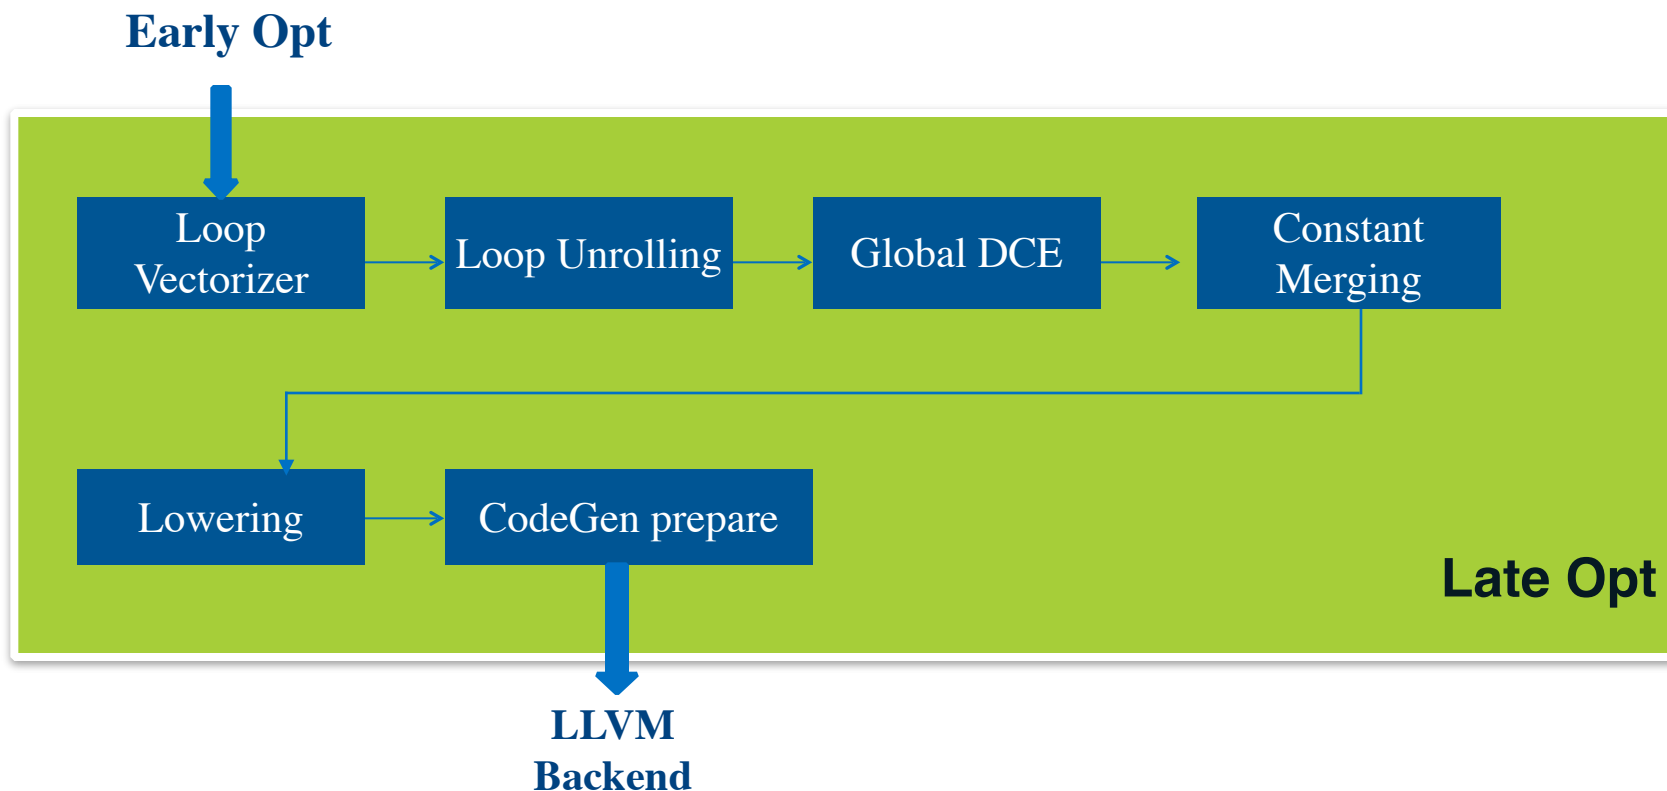 Early Opt
Loop
Vectorizer
Loop Unrolling
Global DCE
Constant
Merging
Lowering
CodeGen prepare
Late Opt
LLVM
Backend